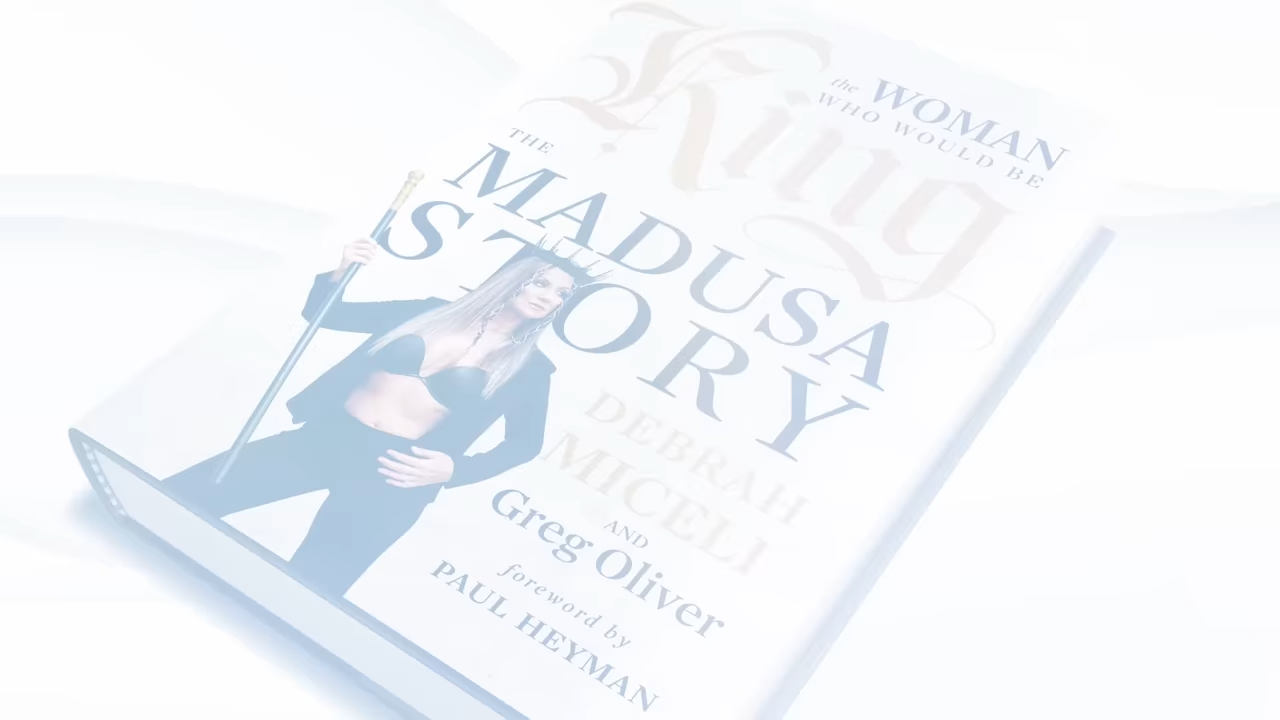 the WOMAN
WHO WOULD BE
King
THE
MADUSA
STORY
DEBRAH
MICELI
AND
Greg Oliver
foreword by
PAUL HEYMAN